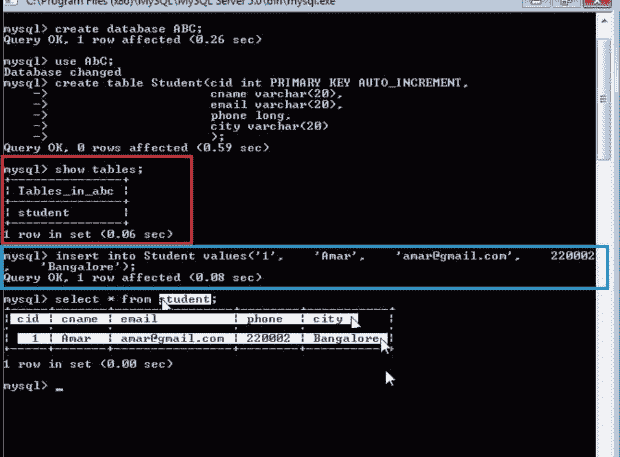 C:\Program Files (x86)\MySQL\MySQL Server 5.0\bin\mysql.exe
mysql> create database ABC;
Query OK, 1 row affected (0.26 sec)
mysql> use AbC;
Database changed
mysql> create table Student(cid int PRIMARY KEY AUTO_INCREMENT,
-> cname varchar(20),
-> email varchar(20),
-> phone long,
-> city varchar(20)
-> );
Query OK, 0 rows affected (0.59 sec)
mysql> show tables;
+---------------+
| Tables_in_abc |
+---------------+
| student |
+---------------+
1 row in set (0.06 sec)
mysql> insert into Student values('1', 'Amar', 'amar@gmail.com', 220002
, 'Bangalore');
Query OK, 1 row affected (0.08 sec)
mysql> select * from student;
| cid | cname | email | phone | city |
| 1 | Amar | amar@gmail.com | 220002 | Bangalore |
1 row in set (0.00 sec)
mysql> _